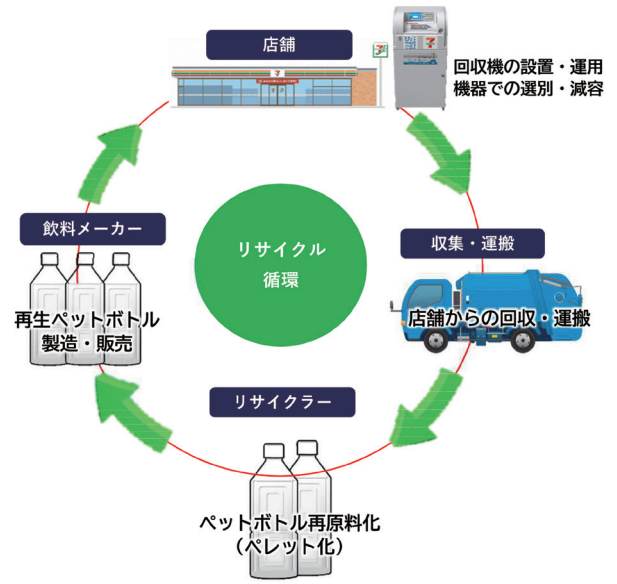 店舗
回収機の設置・運用
機器での選別・減容
飲料メーカー
リサイクル
循環
収集・運搬
再生ペットボトル
製造・販売
店舗からの回収・運搬
リサイクラー
ペットボトル再原料化
（ペレット化）